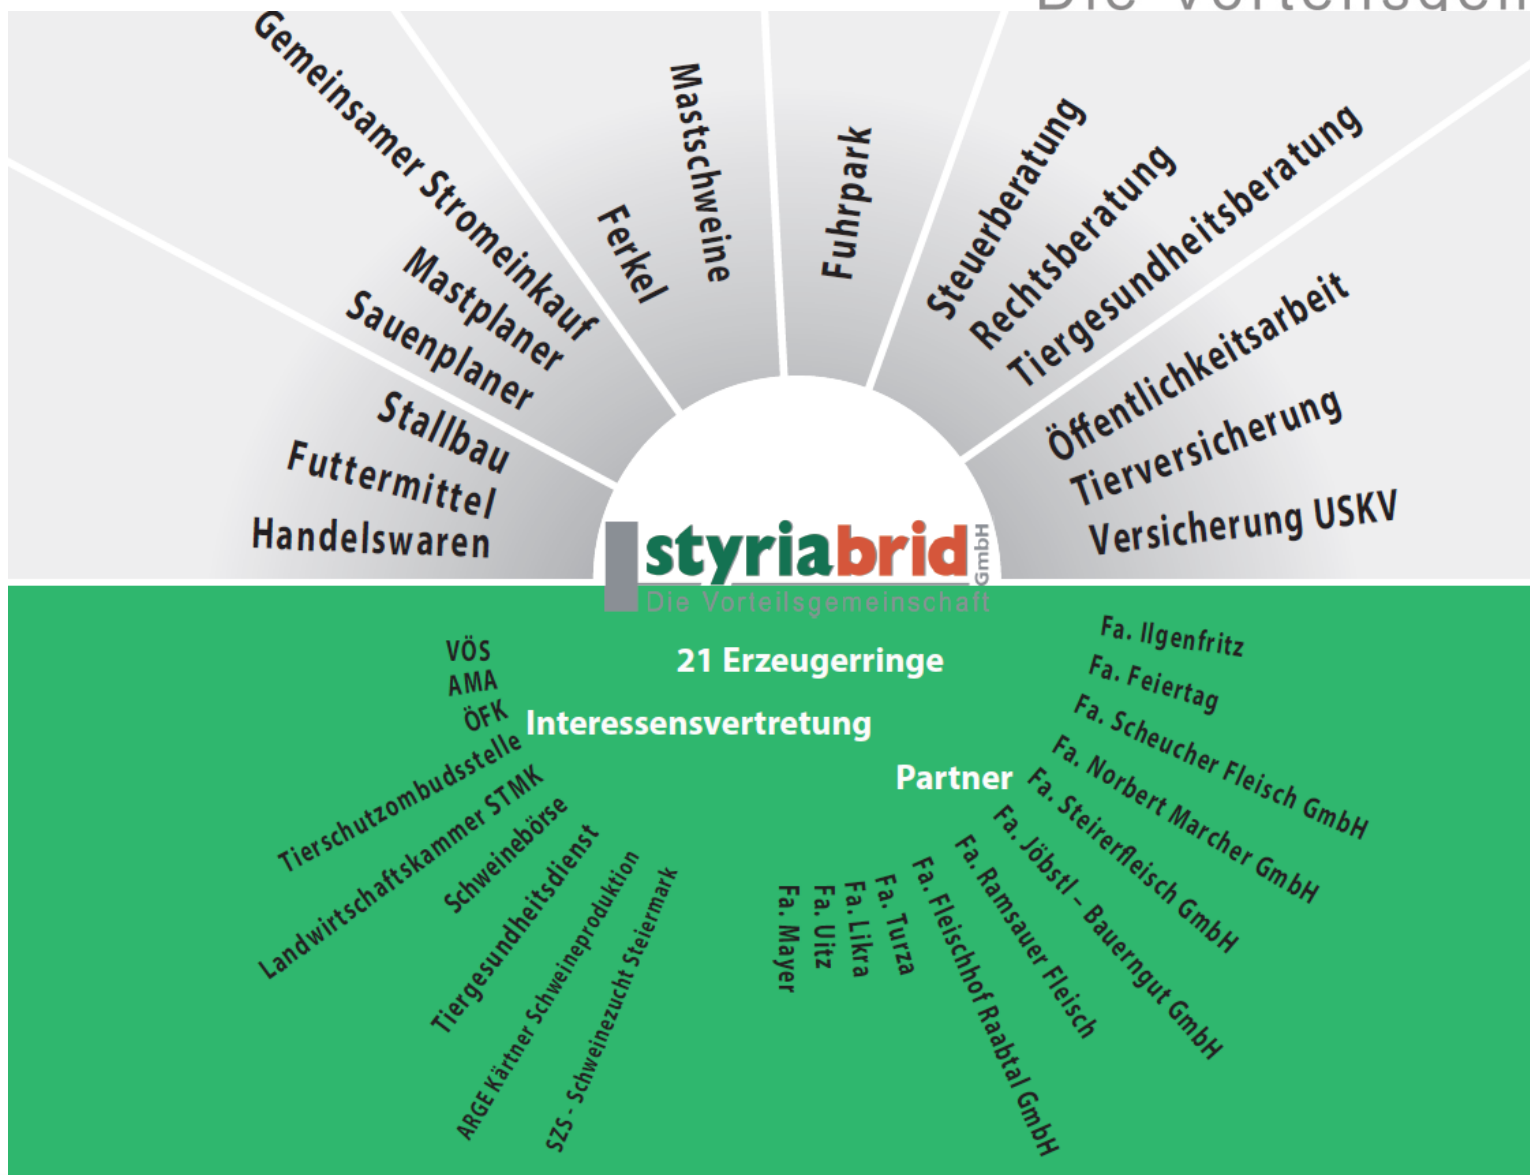 Die Vorteilsgem
Gemeinsamer Stromeinkauf
Mastplaner
Sauenplaner
Stallbau
Futtermittel
Handelswaren
Ferkel
Mastschweine
Fuhrpark
Steuerberatung
Rechtsberatung
Tiergesundheitsberatung
Öffentlichkeitsarbeit
Tierversicherung
Versicherung USKV
styriabrid GmbH
Die Vorteilsgemeinschaft
21 Erzeugerringe
Interessensvertretung
Partner
VÖS
AMA
ÖFK
Tierschutzombudsstelle
Landwirtschaftskammer STMK
Schweinebörse
Tiergesundheitsdienst
ARGE Kärtner Schweineproduktion
SZS - Schweinezucht Steiermark
Fa. Ilgenfritz
Fa. Feiertag
Fa. Scheucher Fleisch GmbH
Fa. Norbert Marcher GmbH
Fa. Steirerfleisch GmbH
Fa. Jöbstl – Bauerngut GmbH
Fa. Ramsauer Fleisch
Fa. Fleischhof Raabtal GmbH
Fa. Turza
Fa. Likra
Fa. Uitz
Fa. Mayer